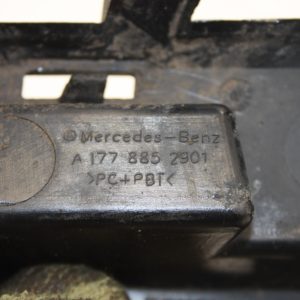 ©Mercedes-Benz
A 177 885 2901
>PC+PBT<